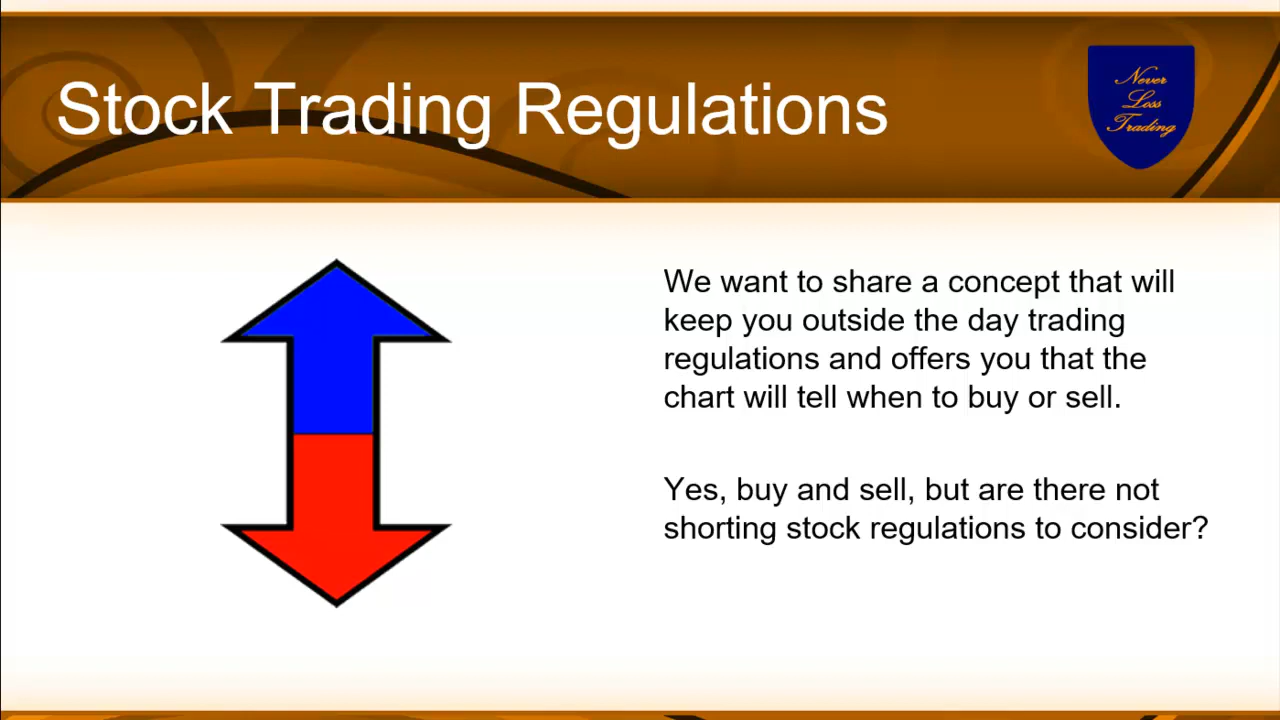 Stock Trading Regulations
Never
Loss
Trading
We want to share a concept that will
keep you outside the day trading
regulations and offers you that the
chart will tell when to buy or sell.
Yes, buy and sell, but are there not
shorting stock regulations to consider?